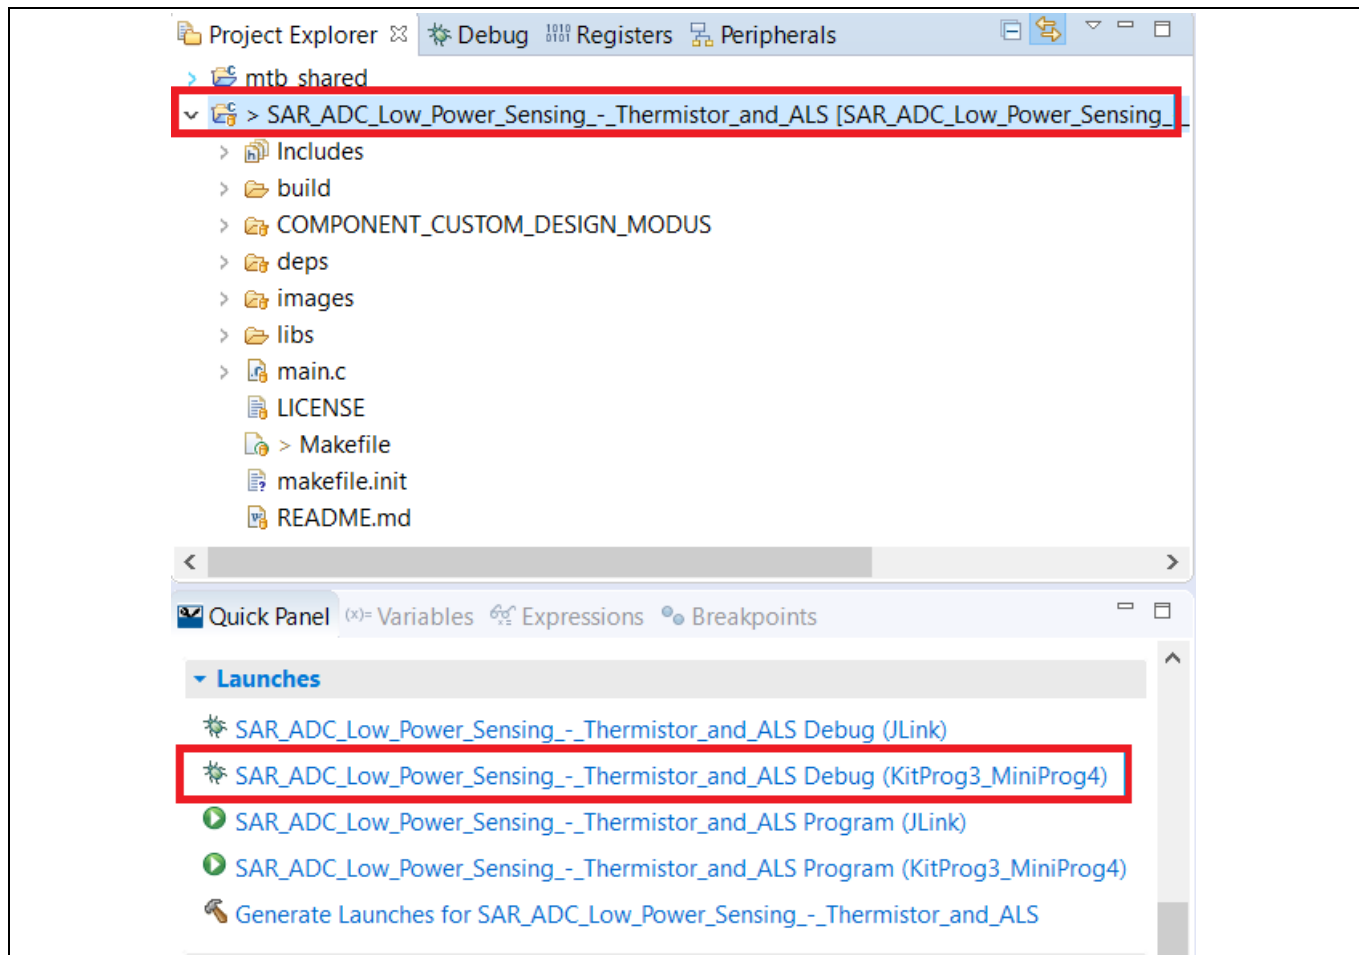 Project Explorer Debug Registers Peripherals
mtb_shared
> SAR_ADC_Low_Power_Sensing_-_Thermistor_and_ALS [SAR_ADC_Low_Power_Sensing_-_
Includes
build
COMPONENT_CUSTOM_DESIGN_MODUS
deps
images
libs
main.c
LICENSE
> Makefile
makefile.init
README.md
Quick Panel (x)= Variables Expressions Breakpoints
Launches
SAR_ADC_Low_Power_Sensing_-_Thermistor_and_ALS Debug (JLink)
SAR_ADC_Low_Power_Sensing_-_Thermistor_and_ALS Debug (KitProg3_MiniProg4)
SAR_ADC_Low_Power_Sensing_-_Thermistor_and_ALS Program (JLink)
SAR_ADC_Low_Power_Sensing_-_Thermistor_and_ALS Program (KitProg3_MiniProg4)
Generate Launches for SAR_ADC_Low_Power_Sensing_-_Thermistor_and_ALS